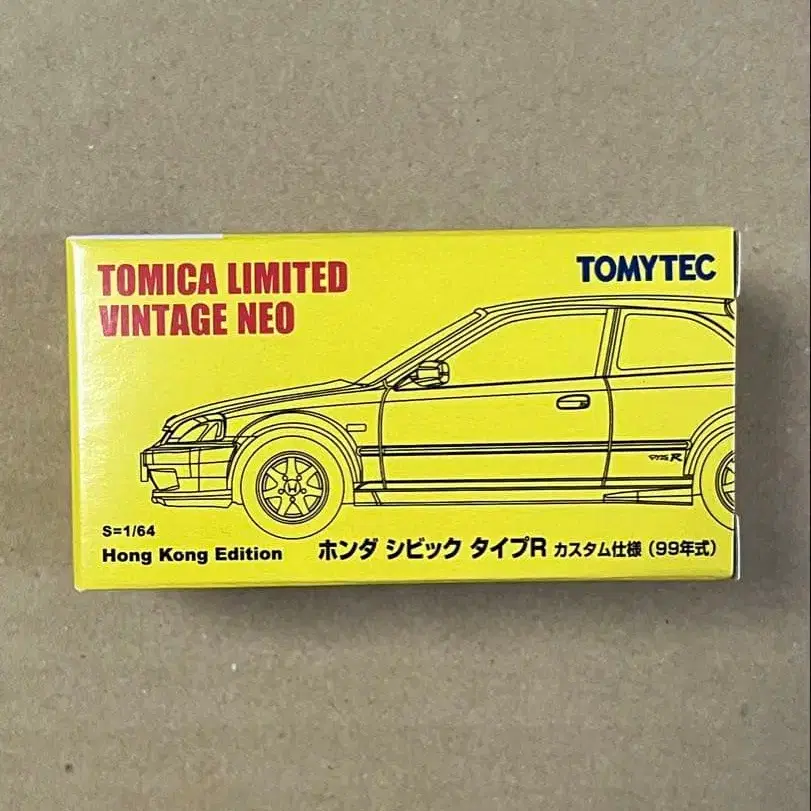 TOMICA LIMITED
VINTAGE NEO
TOMYTEC
TYPE R
S=1/64
Hong Kong Edition
ホンダ シビック タイプR カスタム仕様 (99年式)